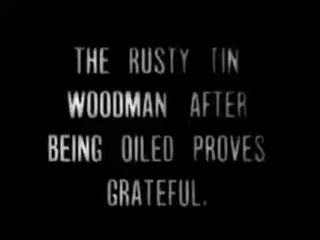 THE RUSTY TIN
WOODMAN AFTER
BEING OILED PROVES
GRATEFUL.